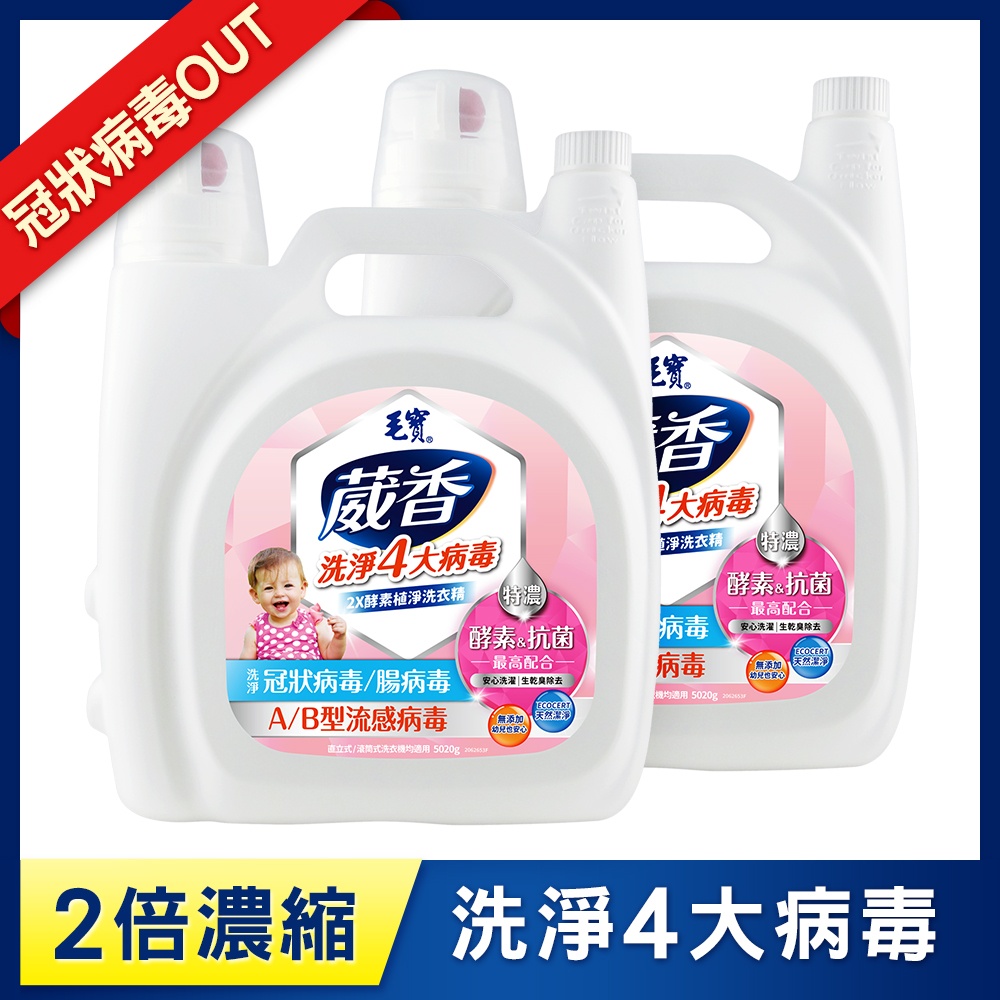 冠狀病毒OUT
毛寶®
葳香
洗淨4大病毒
2X酵素植淨洗衣精
特濃
酵素&抗菌
最高配合
安心洗濯|生乾臭除去
洗淨 冠狀病毒/腸病毒
A/B型流感病毒
無添加
幼兒也安心
ECOCERT
天然潔淨
直立式/滾筒式洗衣機均適用 5020g 2062653F
毛寶®
香
4大病毒
植淨洗衣精
特濃
酵素&抗菌
最高配合
安心洗濯|生乾臭除去
病毒
病毒
無添加
幼兒也安心
ECOCERT
天然潔淨
機均適用 5020g 2062653F
2倍濃縮
洗淨4大病毒